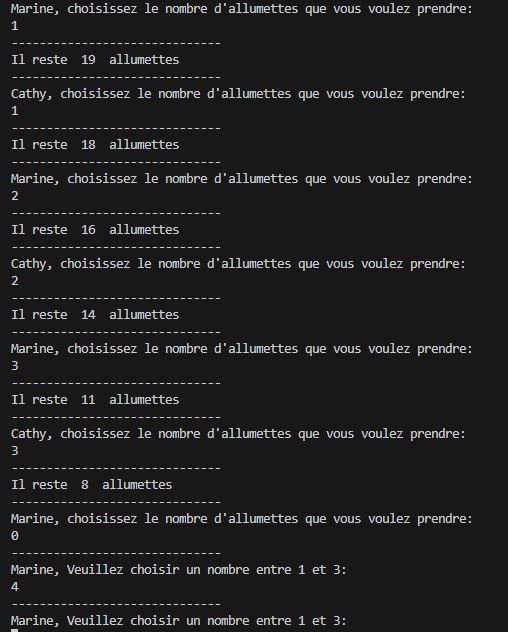 Marine, choisissez le nombre d'allumettes que vous voulez prendre:
1
------------------------------
Il reste  19  allumettes
------------------------------
Cathy, choisissez le nombre d'allumettes que vous voulez prendre:
1
------------------------------
Il reste  18  allumettes
------------------------------
Marine, choisissez le nombre d'allumettes que vous voulez prendre:
2
------------------------------
Il reste  16  allumettes
------------------------------
Cathy, choisissez le nombre d'allumettes que vous voulez prendre:
2
------------------------------
Il reste  14  allumettes
------------------------------
Marine, choisissez le nombre d'allumettes que vous voulez prendre:
3
------------------------------
Il reste  11  allumettes
------------------------------
Cathy, choisissez le nombre d'allumettes que vous voulez prendre:
3
------------------------------
Il reste  8  allumettes
------------------------------
Marine, choisissez le nombre d'allumettes que vous voulez prendre:
0
------------------------------
Marine, Veuillez choisir un nombre entre 1 et 3:
4
------------------------------
Marine, Veuillez choisir un nombre entre 1 et 3: